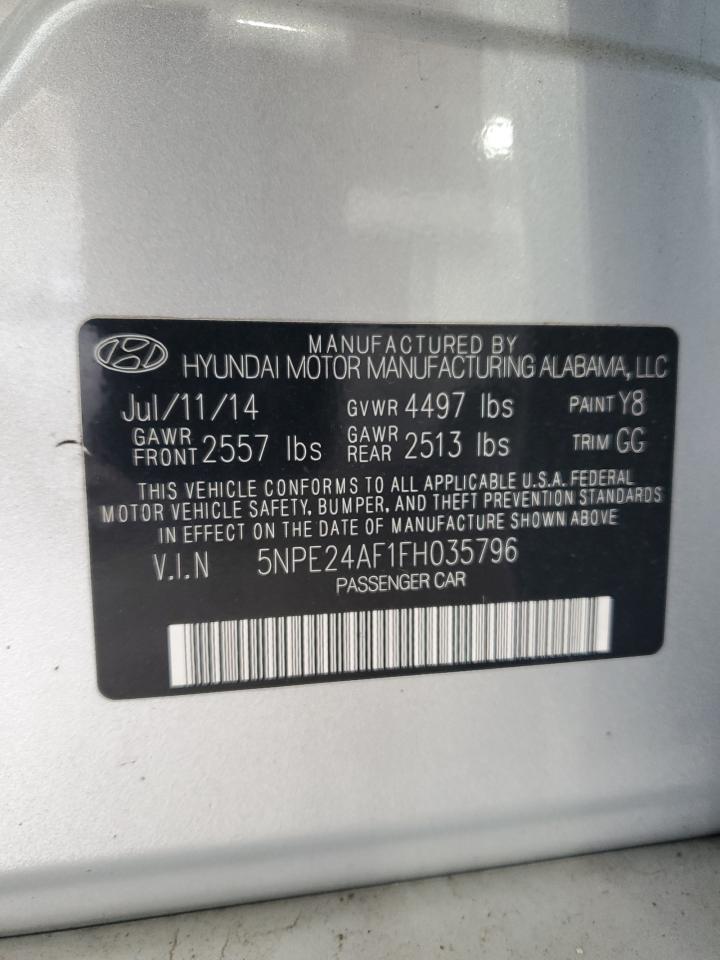 MANUFACTURED BY
HYUNDAI MOTOR MANUFACTURING ALABAMA, LLC
Jul/11/14 GVWR 4497 lbs PAINT Y8
GAWR FRONT 2557 lbs GAWR REAR 2513 lbs TRIM GG
THIS VEHICLE CONFORMS TO ALL APPLICABLE U.S.A. FEDERAL
MOTOR VEHICLE SAFETY, BUMPER, AND THEFT PREVENTION STANDARDS
IN EFFECT ON THE DATE OF MANUFACTURE SHOWN ABOVE
V.I.N 5NPE24AF1FH035796
PASSENGER CAR